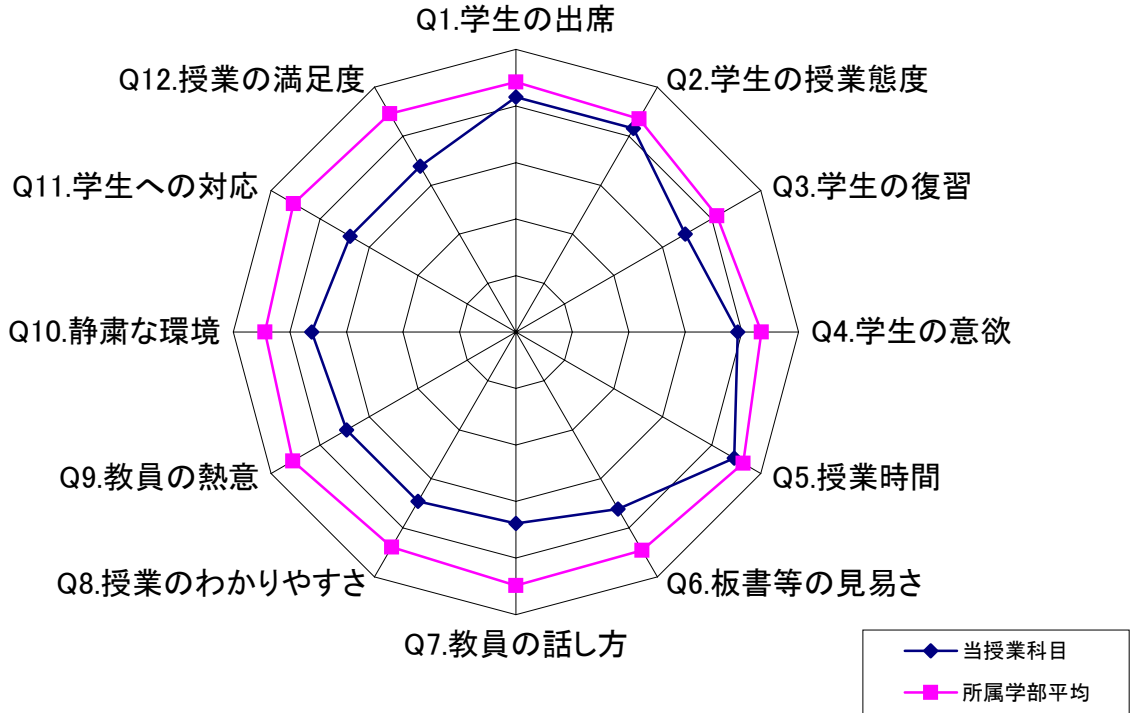 Q1.学生の出席
Q2.学生の授業態度
Q3.学生の復習
Q4.学生の意欲
Q5.授業時間
Q6.板書等の見易さ
Q7.教員の話し方
Q8.授業のわかりやすさ
Q9.教員の熱意
Q10.静粛な環境
Q11.学生への対応
Q12.授業の満足度
当授業科目
所属学部平均